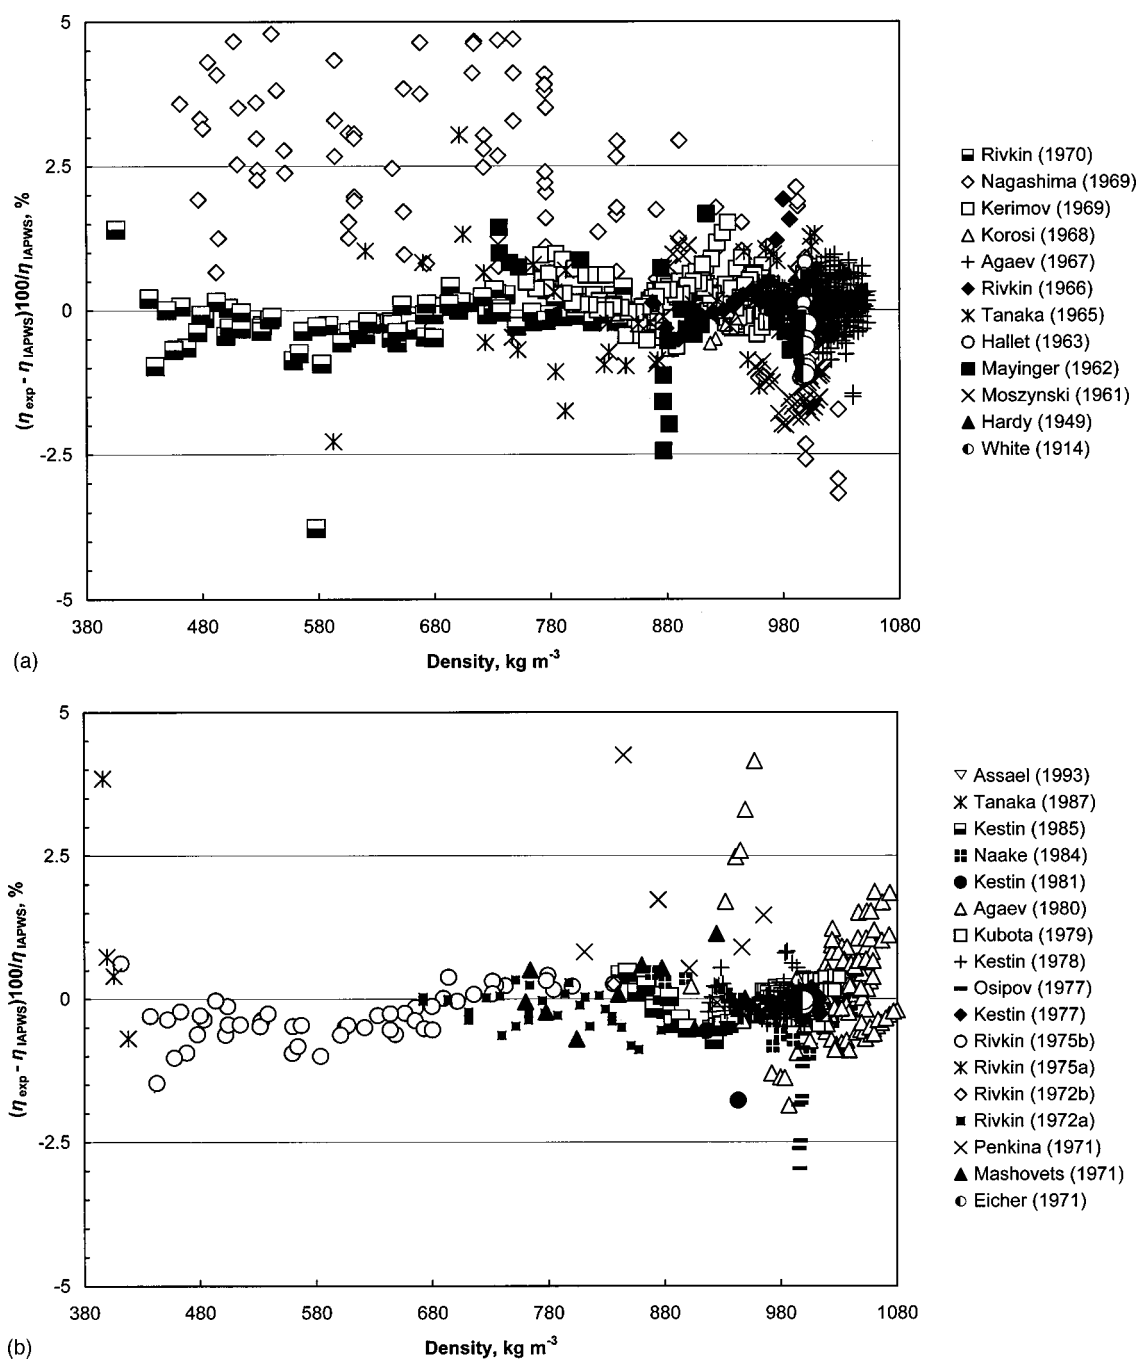 5
2.5
0
-2.5
-5
(η exp - η IAPWS)100/η IAPWS, %
380 480 580 680 780 880 980 1080
Density, kg m-3
(a)
Rivkin (1970)
Nagashima (1969)
Kerimov (1969)
Korosi (1968)
Agaev (1967)
Rivkin (1966)
Tanaka (1965)
Hallet (1963)
Mayinger (1962)
Moszynski (1961)
Hardy (1949)
White (1914)
5
2.5
0
-2.5
-5
(η exp - η IAPWS)100/η IAPWS, %
380 480 580 680 780 880 980 1080
Density, kg m-3
(b)
Assael (1993)
Tanaka (1987)
Kestin (1985)
Naake (1984)
Kestin (1981)
Agaev (1980)
Kubota (1979)
Kestin (1978)
Osipov (1977)
Kestin (1977)
Rivkin (1975b)
Rivkin (1975a)
Rivkin (1972b)
Rivkin (1972a)
Penkina (1971)
Mashovets (1971)
Eicher (1971)